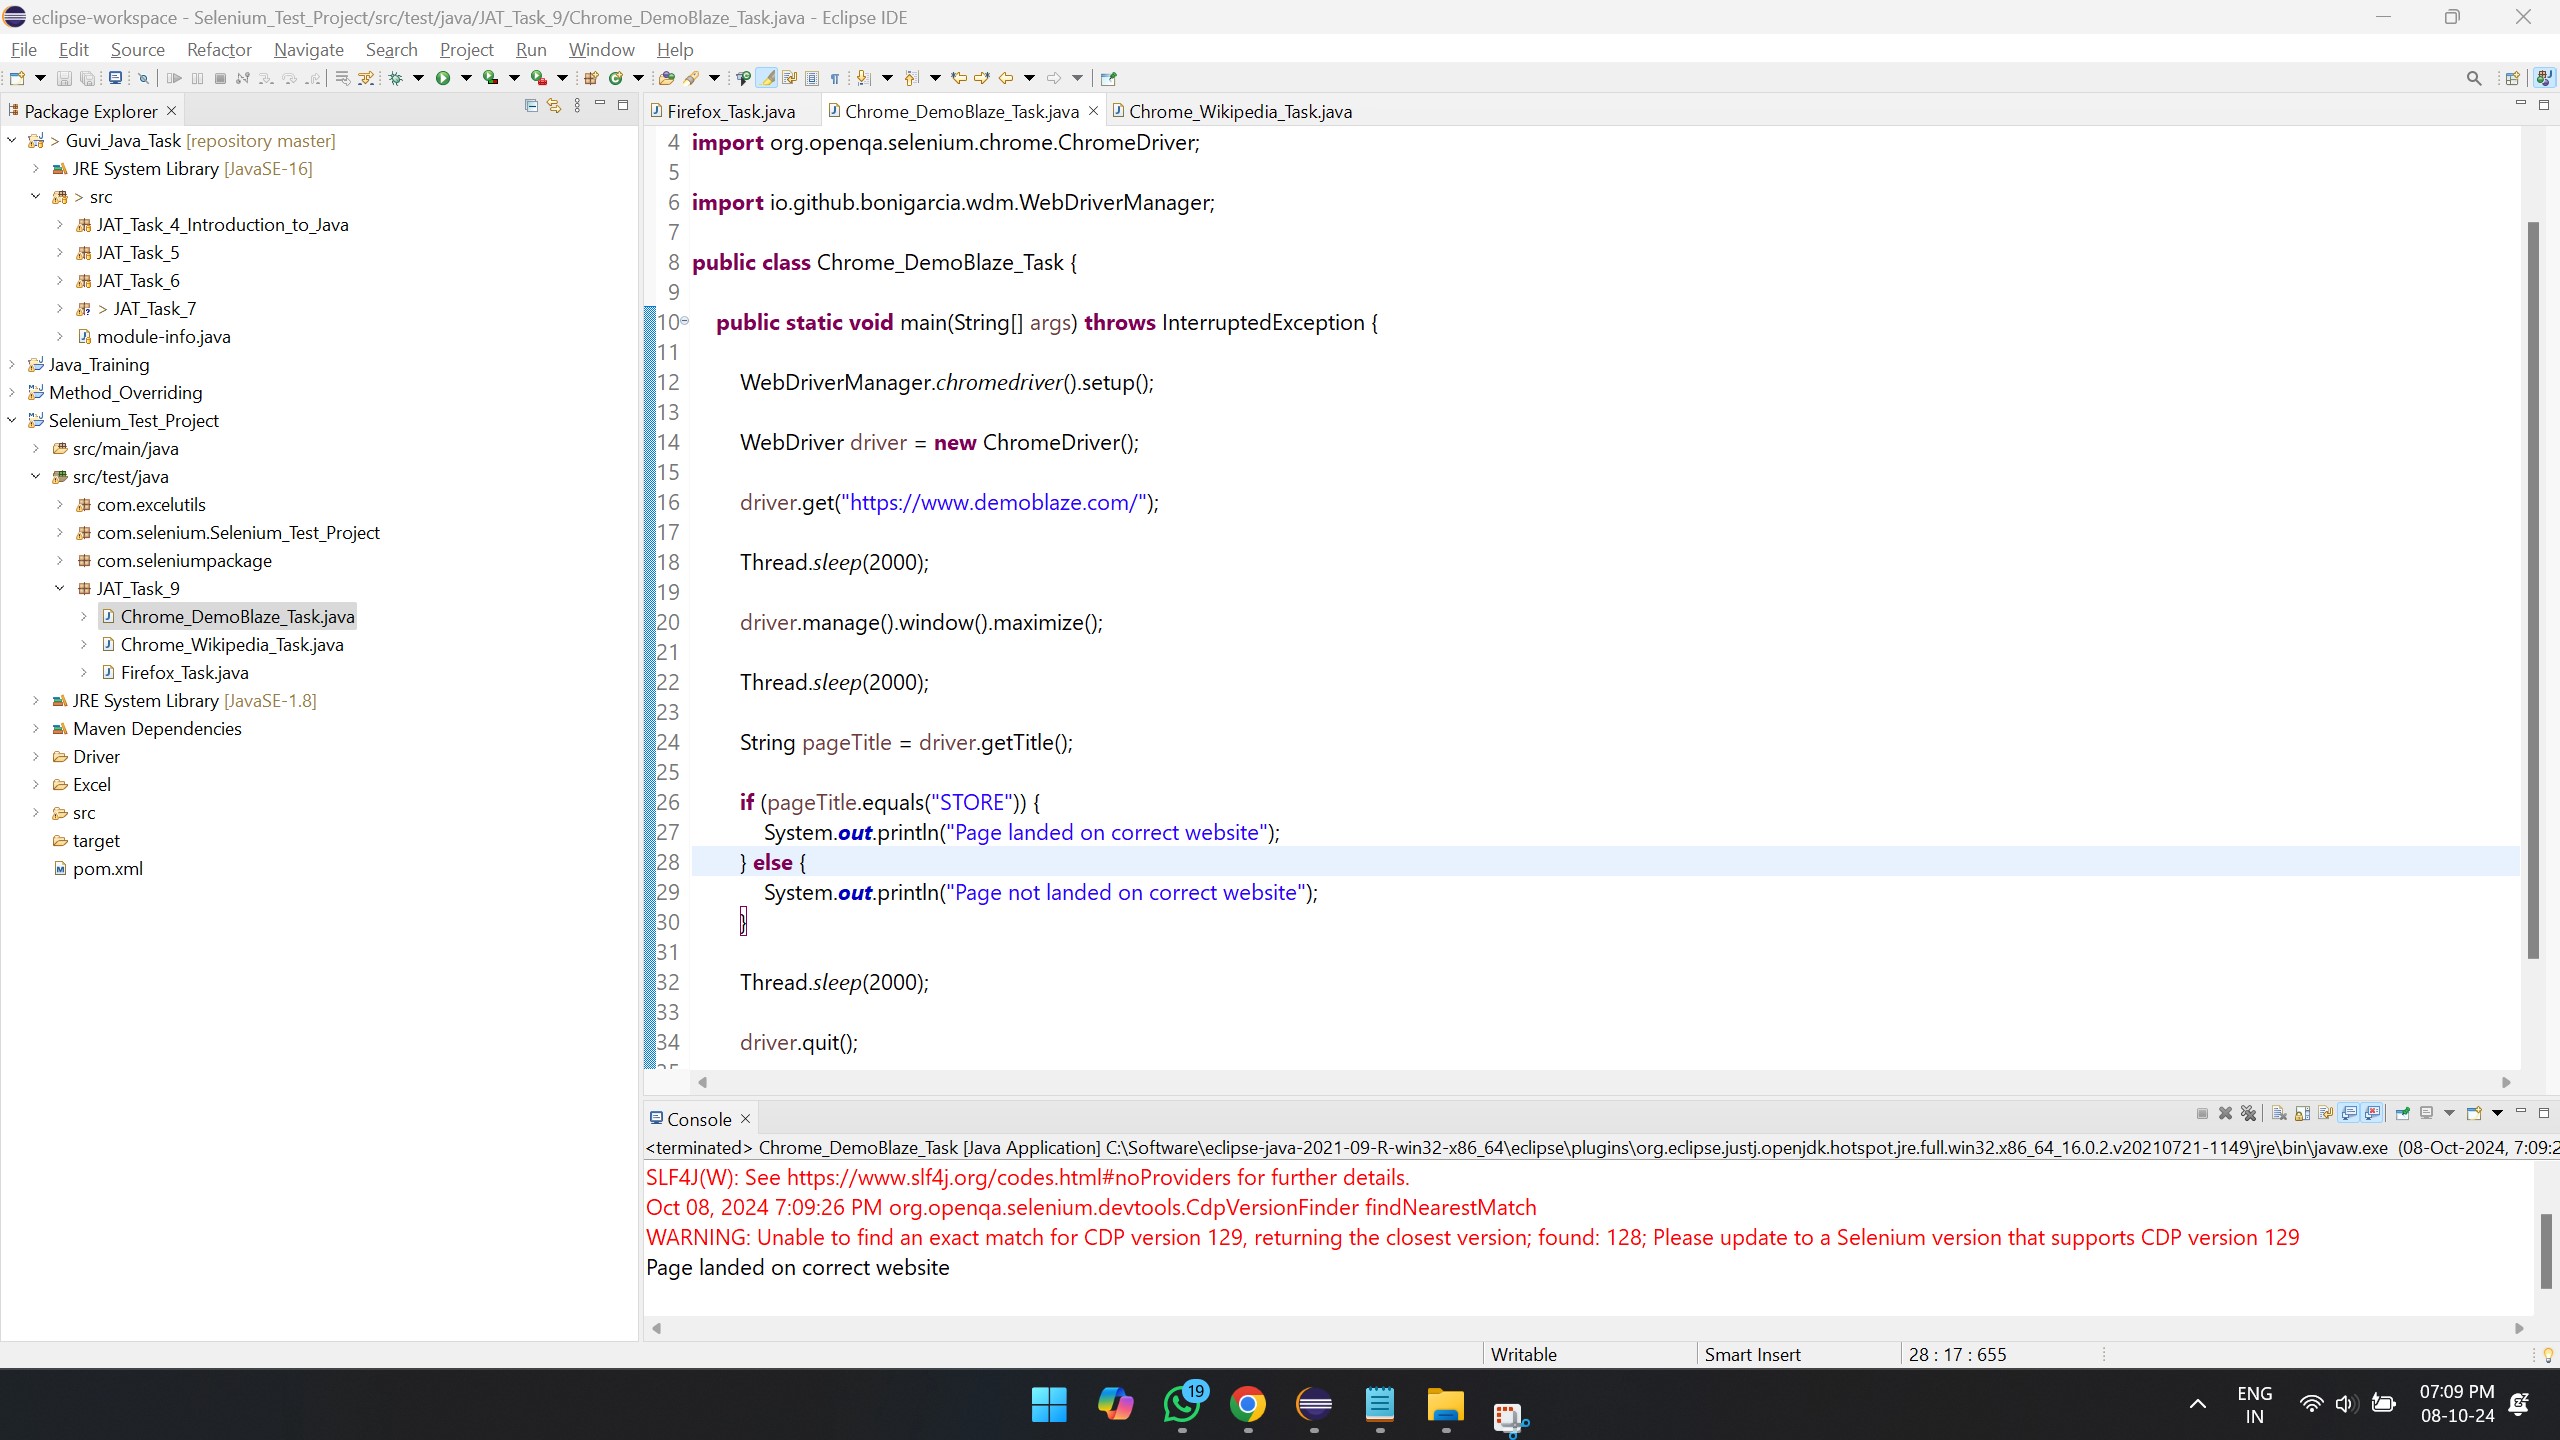 eclipse-workspace - Selenium_Test_Project/src/test/java/JAT_Task_9/Chrome_DemoBlaze_Task.java - Eclipse IDE
File Edit Source Refactor Navigate Search Project Run Window Help
Package Explorer
> Guvi_Java_Task [repository master]
JRE System Library [JavaSE-16]
> src
JAT_Task_4_Introduction_to_Java
JAT_Task_5
JAT_Task_6
> JAT_Task_7
module-info.java
Java_Training
Method_Overriding
Selenium_Test_Project
src/main/java
src/test/java
com.excelutils
com.selenium.Selenium_Test_Project
com.seleniumpackage
JAT_Task_9
Chrome_DemoBlaze_Task.java
Chrome_Wikipedia_Task.java
Firefox_Task.java
JRE System Library [JavaSE-1.8]
Maven Dependencies
Driver
Excel
src
target
pom.xml
Firefox_Task.java Chrome_DemoBlaze_Task.java Chrome_Wikipedia_Task.java
4 import org.openqa.selenium.chrome.ChromeDriver;
5
6 import io.github.bonigarcia.wdm.WebDriverManager;
7
8 public class Chrome_DemoBlaze_Task {
9
10 public static void main(String[] args) throws InterruptedException {
11
12 WebDriverManager.chromedriver().setup();
13
14 WebDriver driver = new ChromeDriver();
15
16 driver.get("https://www.demoblaze.com/");
17
18 Thread.sleep(2000);
19
20 driver.manage().window().maximize();
21
22 Thread.sleep(2000);
23
24 String pageTitle = driver.getTitle();
25
26 if (pageTitle.equals("STORE")) {
27 System.out.println("Page landed on correct website");
28 } else {
29 System.out.println("Page not landed on correct website");
30 }
31
32 Thread.sleep(2000);
33
34 driver.quit();
Console
<terminated> Chrome_DemoBlaze_Task [Java Application] C:\Software\eclipse-java-2021-09-R-win32-x86_64\eclipse\plugins\org.eclipse.justj.openjdk.hotspot.jre.full.win32.x86_64_16.0.2.v20210721-1149\jre\bin\javaw.exe (08-Oct-2024, 7:09:2
SLF4J(W): See https://www.slf4j.org/codes.html#noProviders for further details.
Oct 08, 2024 7:09:26 PM org.openqa.selenium.devtools.CdpVersionFinder findNearestMatch
WARNING: Unable to find an exact match for CDP version 129, returning the closest version; found: 128; Please update to a Selenium version that supports CDP version 129
Page landed on correct website
Writable Smart Insert 28 : 17 : 655
19
ENG
IN
07:09 PM
08-10-24